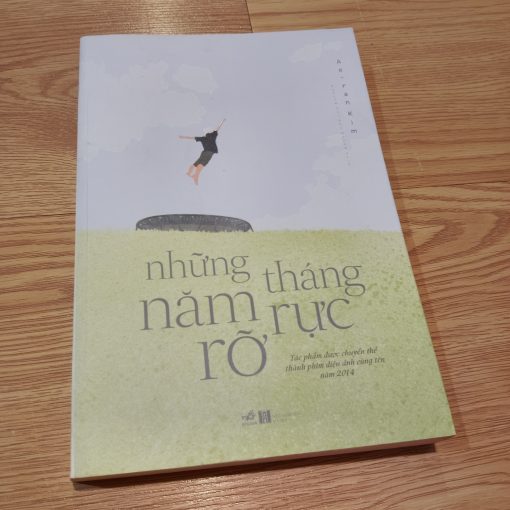 Ae-ran Kim
những
tháng
năm
rực
rỡ
Tác phẩm được chuyển thể
thành phim điện ảnh cùng tên
năm 2014